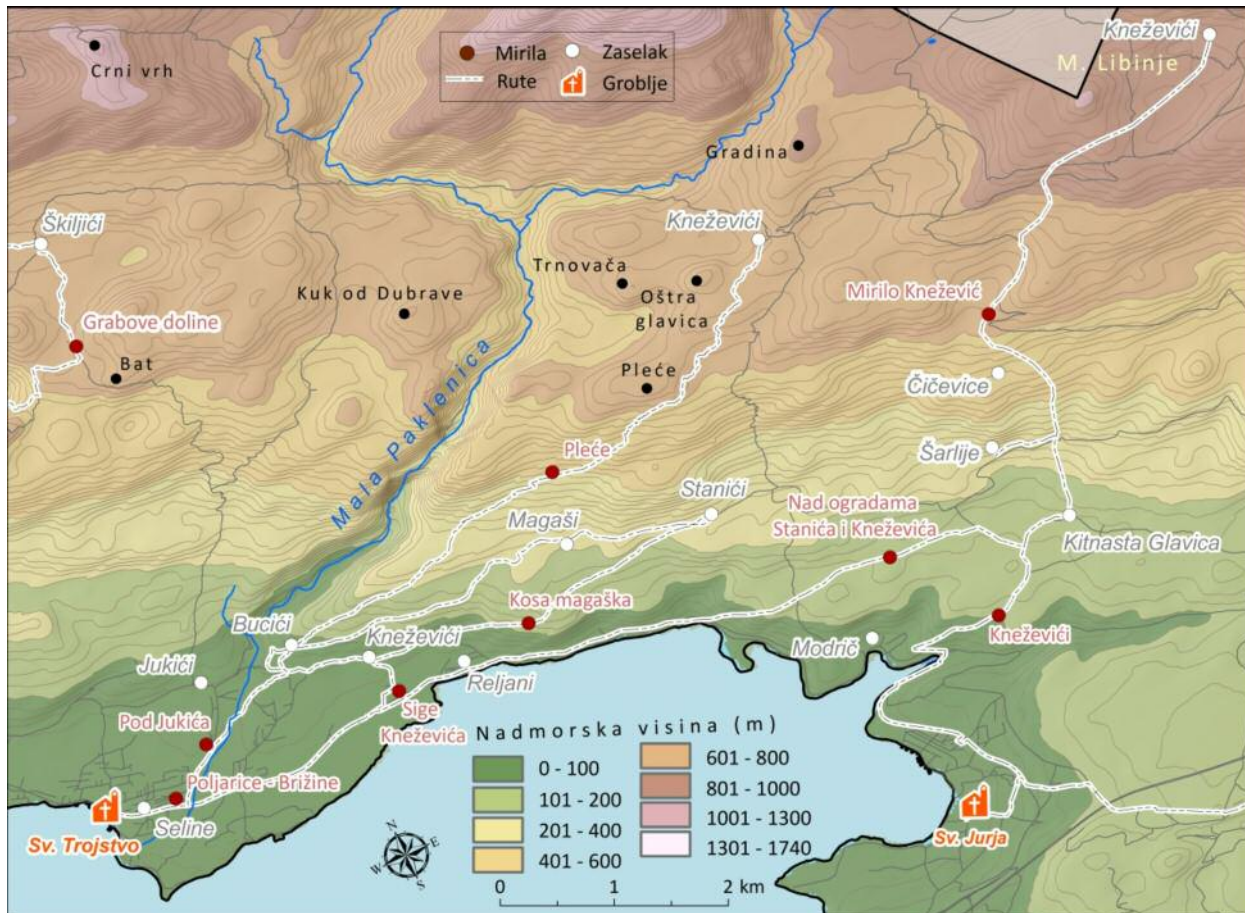 Kneževići
Mirila
Zaselak
Crni vrh
Rute
Groblje
M. Libinje
Gradina
Škiljići
Kneževići
Trnovača
Oštra
glavica
Kuk od Dubrave
Mirilo Knežević
Grabove doline
Bat
Pleće
Čičevice
Mala Paklenica
Pleće
Šarlije
Stanići
Nad ogradama
Stanića i Kneževića
Magaši
Kitnasta Glavica
Kosa magaška
Bucići
Kneževići
Modrič
Kneževići
Jukići
Reljani
Sige
Kneževića
Pod Jukića
Nadmorska visina (m)
0 - 100
101 - 200
201 - 400
401 - 600
601 - 800
801 - 1000
1001 - 1300
1301 - 1740
Poljarice - Brižine
Seline
Sv. Trojstvo
Sv. Jurja
N
E
S
W
0 1 2 km